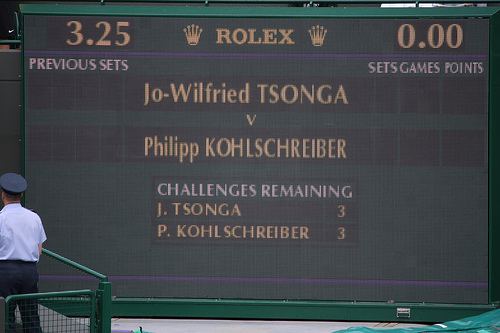 3.25 ROLEX 0.00
PREVIOUS SETS SETS GAMES POINTS
Jo-Wilfried TSONGA
v
Philipp KOHLSCHREIBER
CHALLENGES REMAINING
J. TSONGA 3
P. KOHLSCHREIBER 3